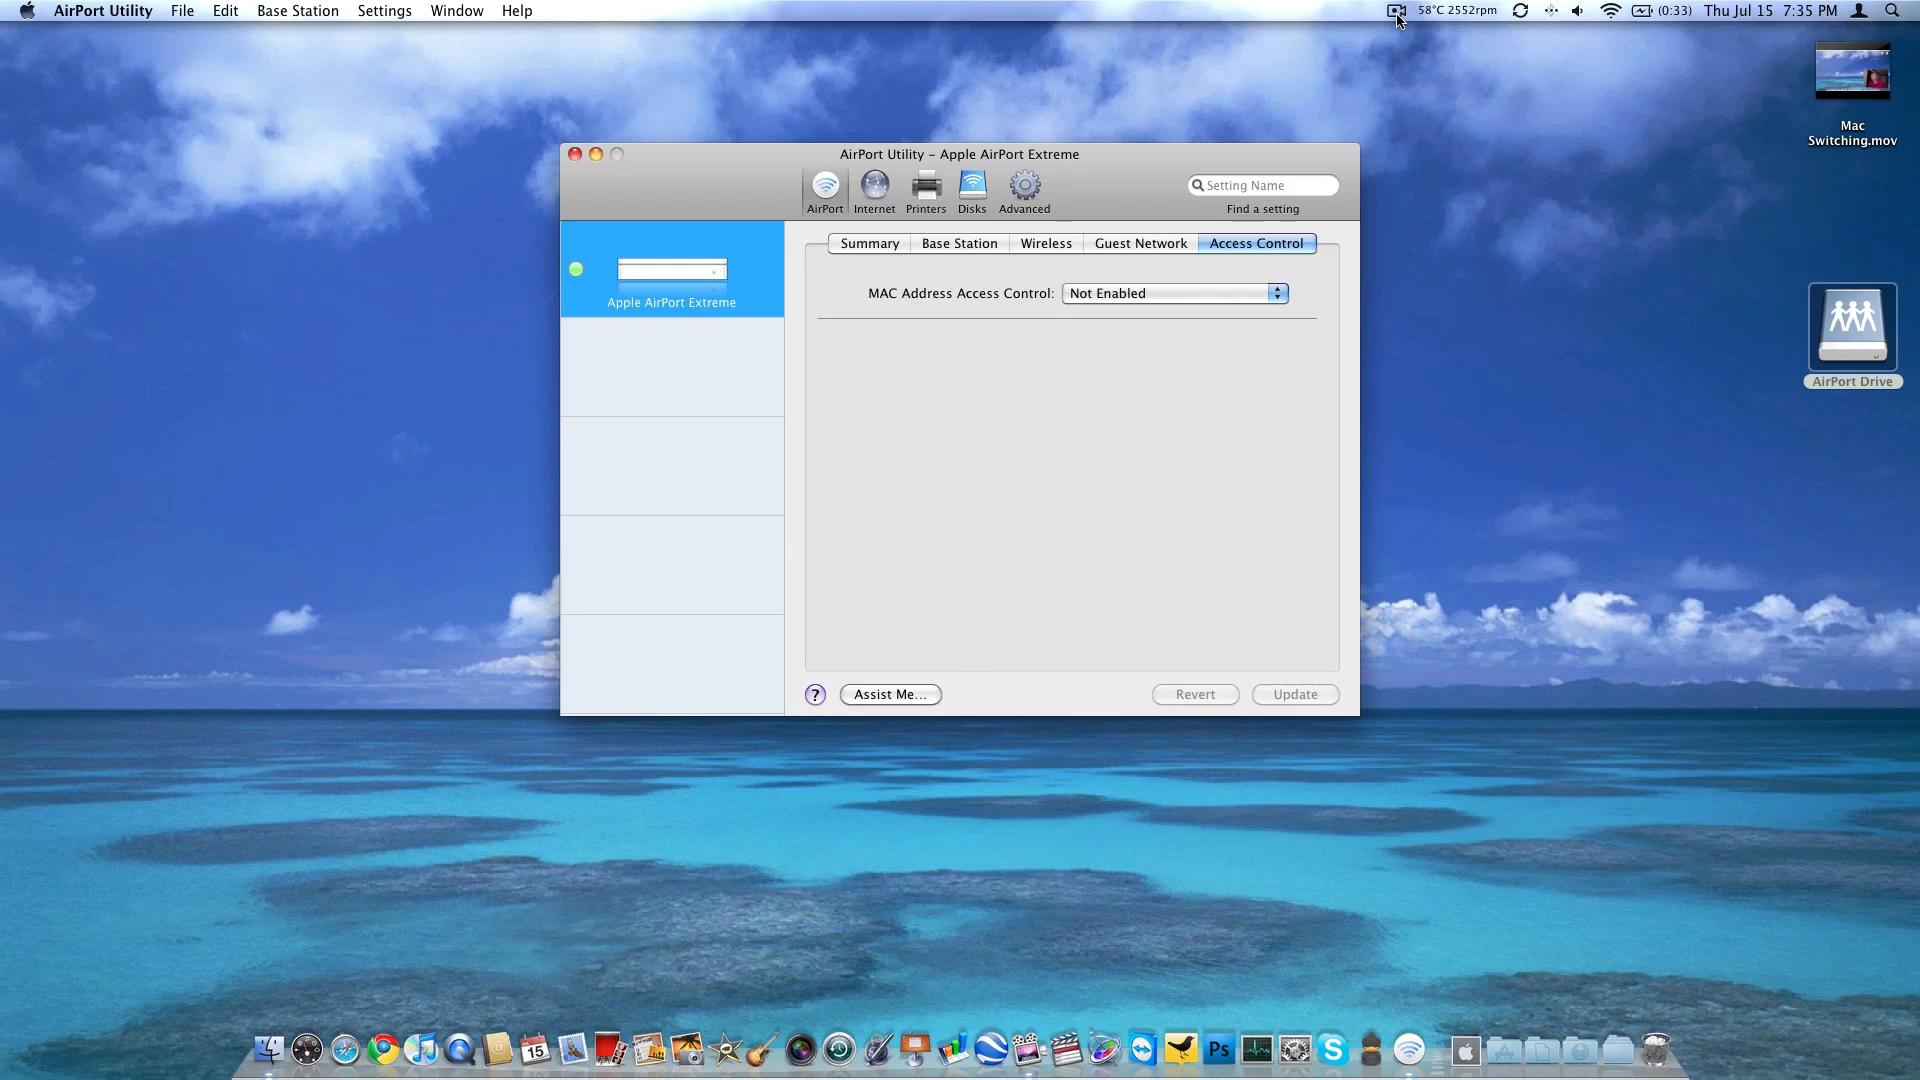 AirPort Utility File Edit Base Station Settings Window Help
58°C 2552rpm (0:33) Thu Jul 15 7:35 PM
Mac
Switching.mov
AirPort Utility – Apple AirPort Extreme
AirPort Internet Printers Disks Advanced
Setting Name
Find a setting
Apple AirPort Extreme
Summary Base Station Wireless Guest Network Access Control
MAC Address Access Control: Not Enabled
? Assist Me... Revert Update
AirPort Drive
15
Ps